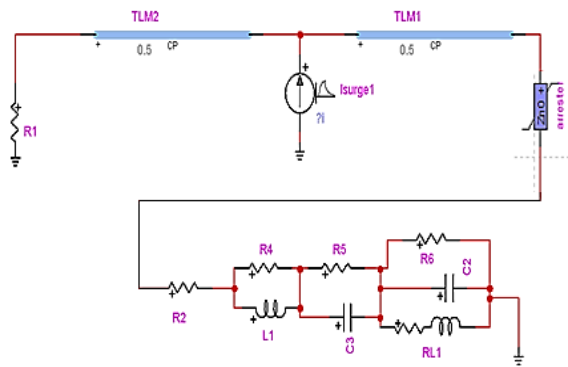 TLM2
TLM1
+ 0.5 CP
+ 0.5 CP
+
Isurge1
?i
+
R1
ZnO +
arrester
R4
R5
R6
C2
+
+
+
+
+
R2
L1
C3
RL1
+
+
+